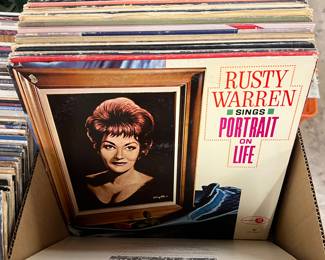 RUSTY
WARREN
SINGS
PORTRAIT
ON
LIFE